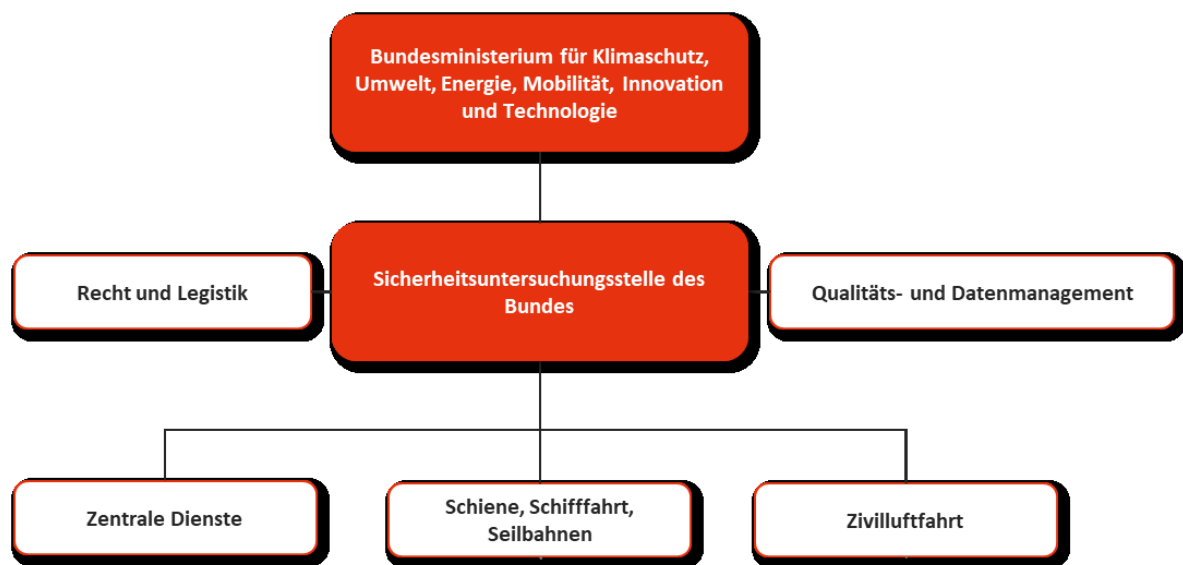 Bundesministerium für Klimaschutz,
Umwelt, Energie, Mobilität, Innovation
und Technologie
Recht und Legistik
Sicherheitsuntersuchungsstelle des
Bundes
Qualitäts- und Datenmanagement
Zentrale Dienste
Schiene, Schifffahrt,
Seilbahnen
Zivilluftfahrt